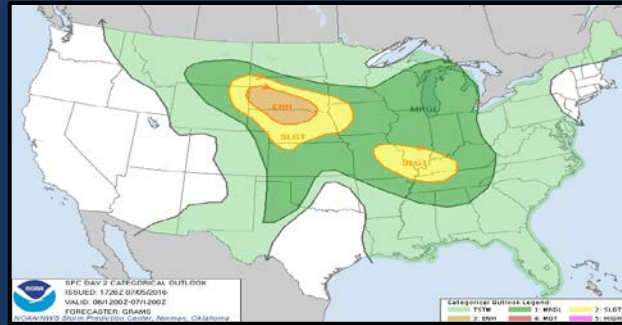 MRGL
ENH
SLGT
SLGT
SPC DAY 2 CATEGORICAL OUTLOOK
ISSUED: 1726Z 07/05/2016
VALID: 06/1200Z-07/1200Z
FORECASTER: GRAMS
NOAA/NWS Storm Prediction Center, Norman, Oklahoma
NOAA
Categorical Outlook Legend:
TSTM 1: MRGL 2: SLGT
3: ENH 4: MDT 5: HIGH